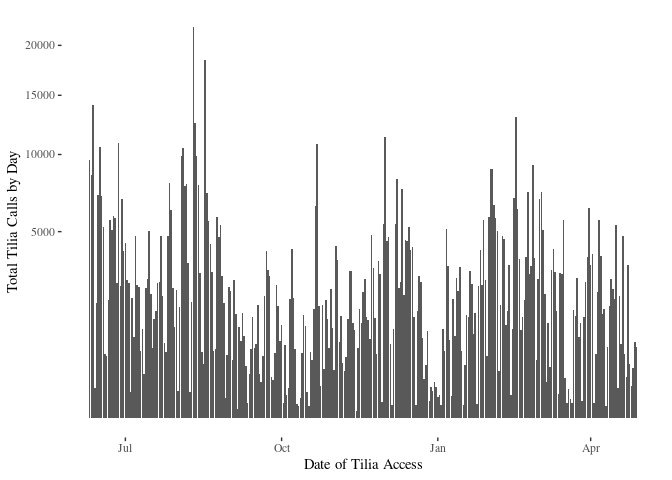 20000
15000
10000
5000
Total Tilia Calls by Day
Jul
Oct
Jan
Apr
Date of Tilia Access